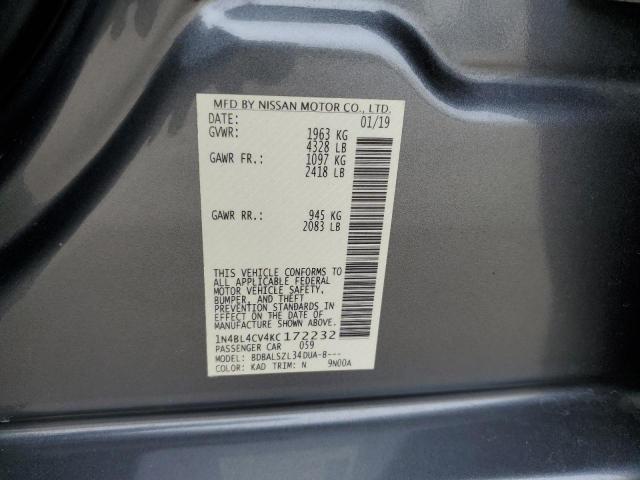 MFD BY NISSAN MOTOR CO., LTD.
DATE: 01/19
GVWR: 1963 KG
4328 LB
GAWR FR.: 1097 KG
2418 LB
GAWR RR.: 945 KG
2083 LB
THIS VEHICLE CONFORMS TO
ALL APPLICABLE FEDERAL
MOTOR VEHICLE SAFETY,
BUMPER, AND THEFT
PREVENTION STANDARDS IN
EFFECT ON THE DATE OF
MANUFACTURE SHOWN ABOVE.
1N4BL4CV4KC172232
PASSENGER CAR 059
MODEL: BDBALSZL34DUA-8---
COLOR: KAD TRIM: N 9N00A